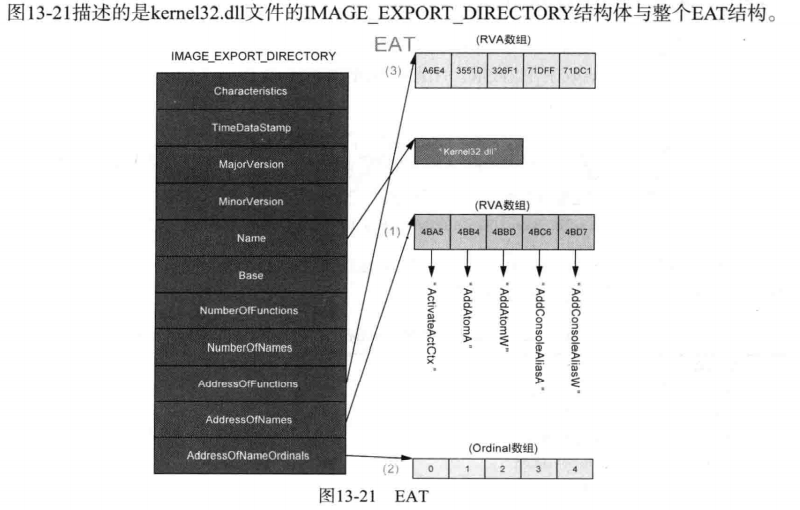 图13-21描述的是kernel32.dll文件的IMAGE_EXPORT_DIRECTORY结构体与整个EAT结构。
IMAGE_EXPORT_DIRECTORY
Characteristics
TimeDataStamp
MajorVersion
MinorVersion
Name
Base
NumberOfFunctions
NumberOfNames
AddressOfFunctions
AddressOfNames
AddressOfNameOrdinals
EAT
(RVA数组)
(3)
A6E4 3551D 326F1 71DFF 71DC1
"Kernel32.dll"
(RVA数组)
(1)
4BA5 4BB4 4BBD 4BC6 4BD7
"ActivateActCtx"
"AddAtomA"
"AddAtomW"
"AddConsoleAliasA"
"AddConsoleAliasW"
(Ordinal数组)
(2)
0 1 2 3 4
图13-21 EAT